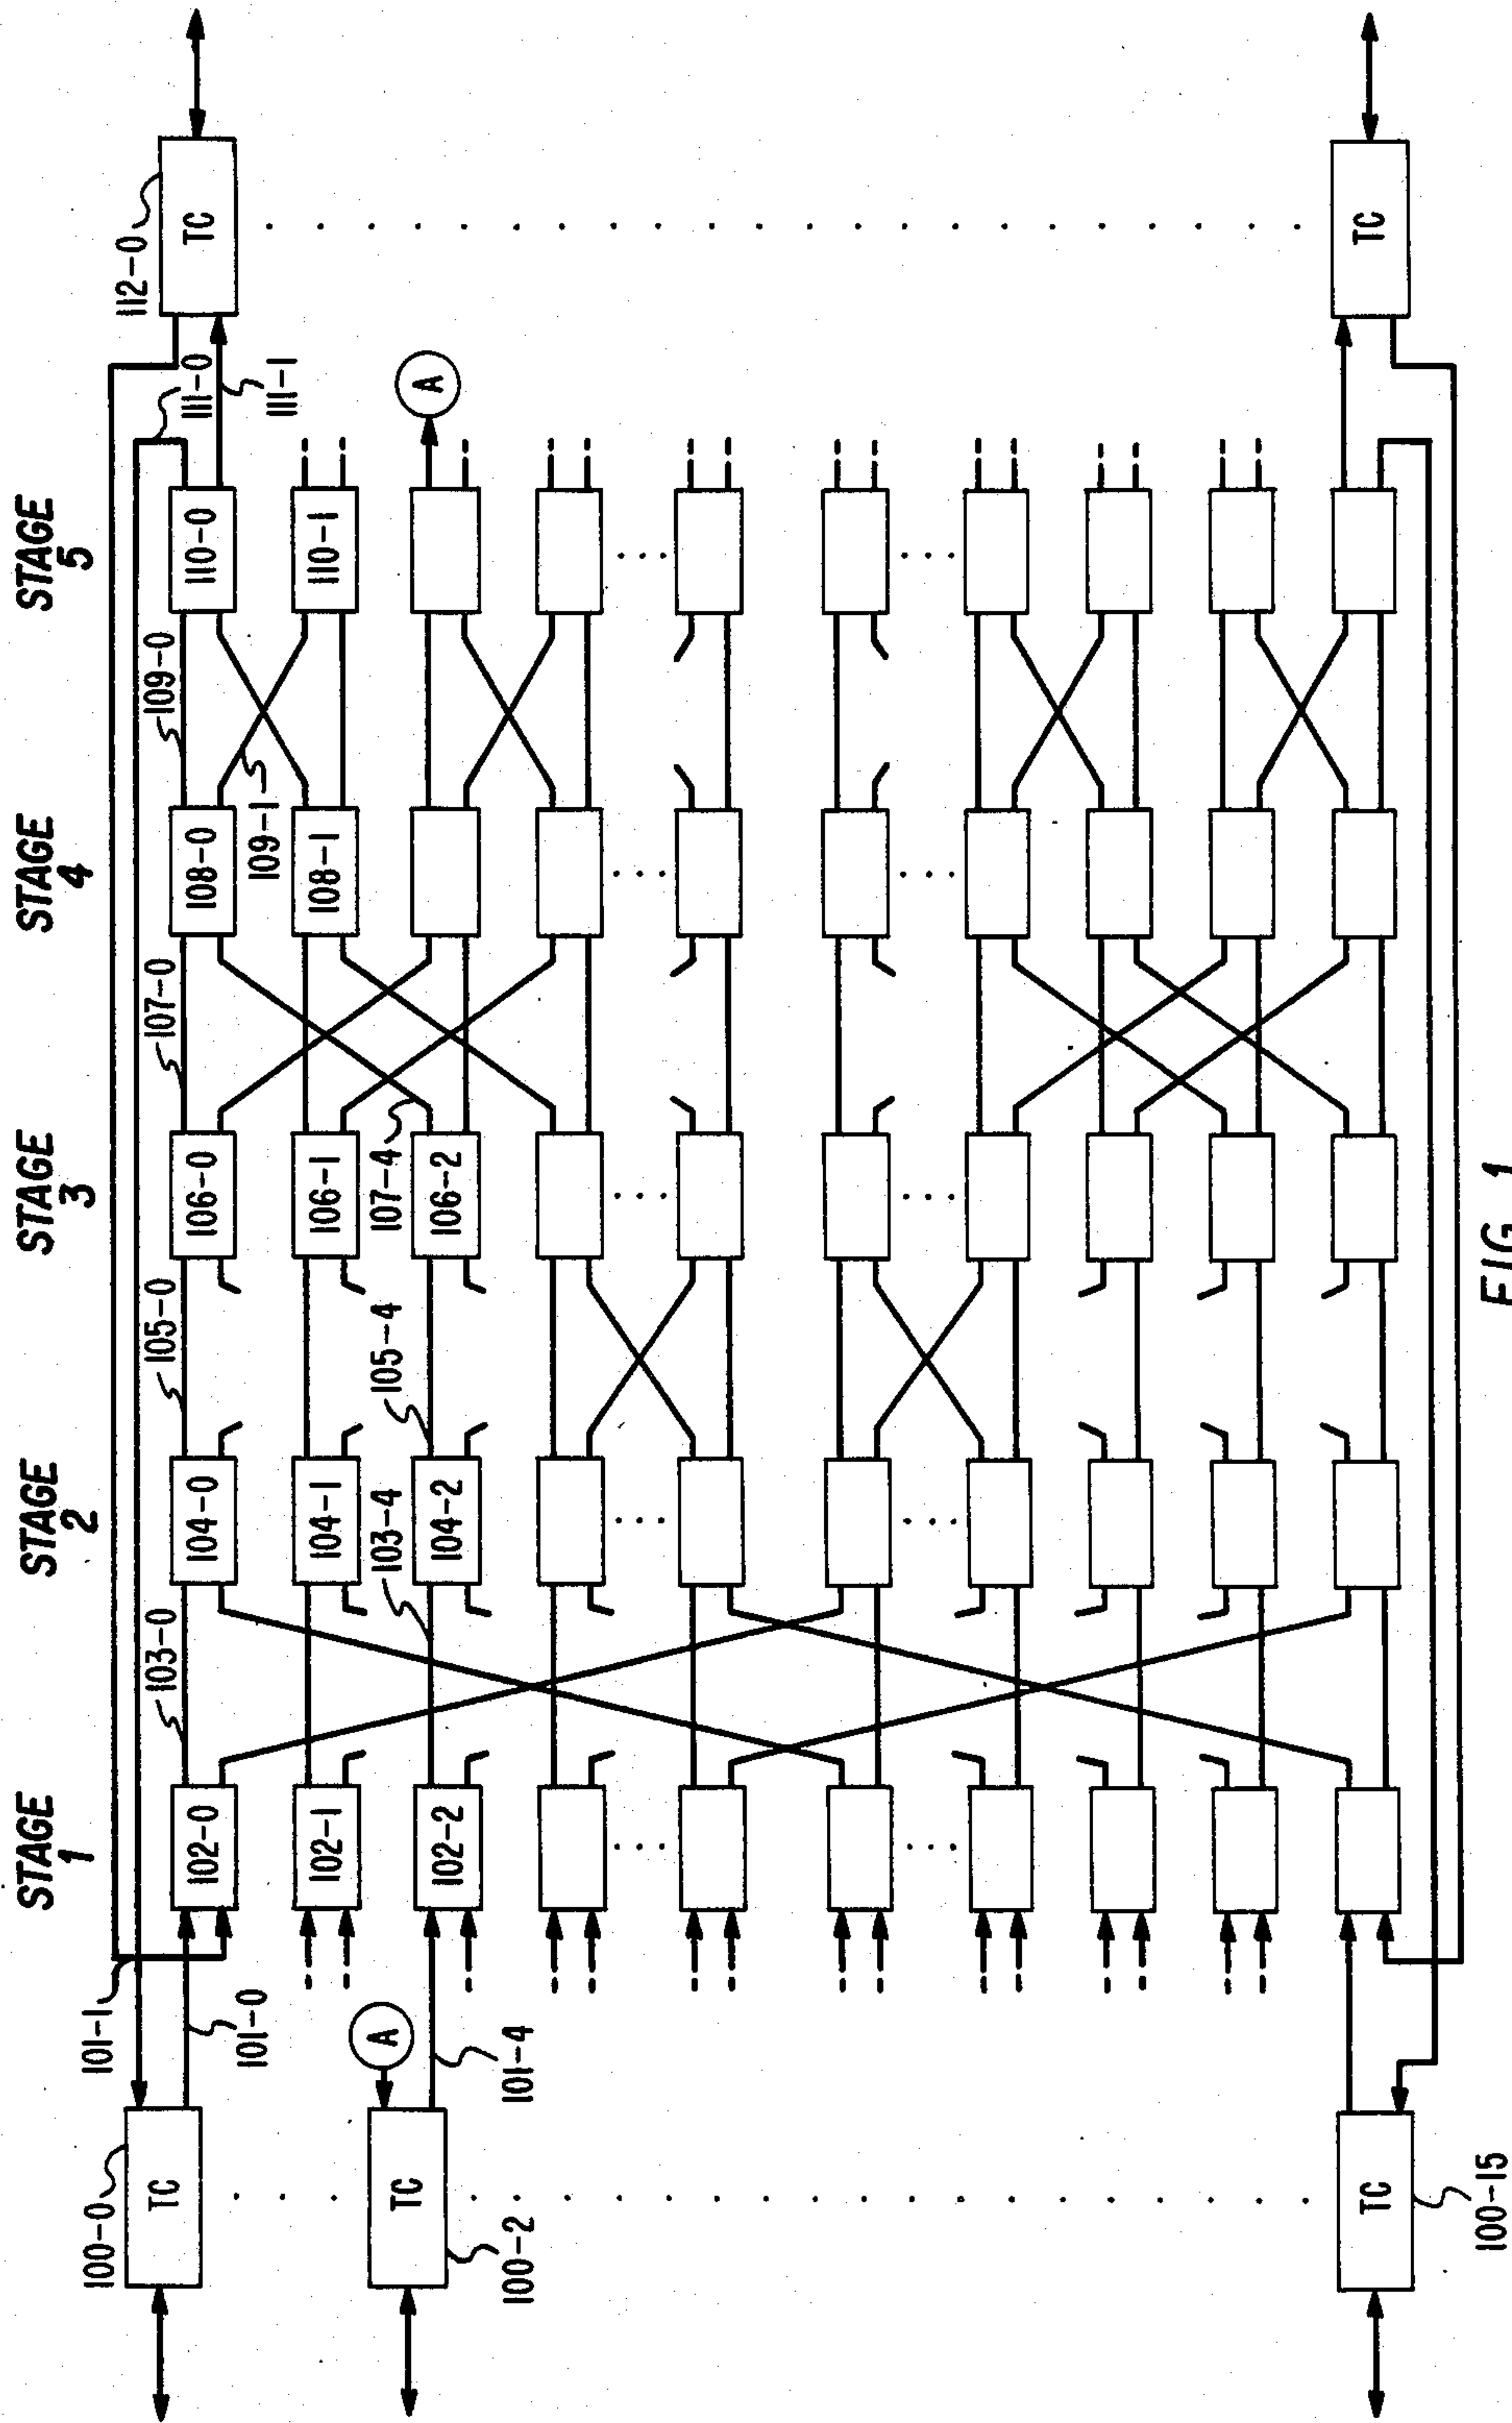 STAGE
1
STAGE
2
STAGE
3
STAGE
4
STAGE
5
100-0
TC
101-1
101-0
102-0
103-0
104-0
105-0
106-0
107-0
108-0
109-0
110-0
111-0
111-1
112-0
TC
102-1
104-1
106-1
109-1
108-1
110-1
A
TC
100-2
101-4
102-2
103-4
104-2
105-4
107-4
106-2
A
TC
100-15
TC
FIG. 1